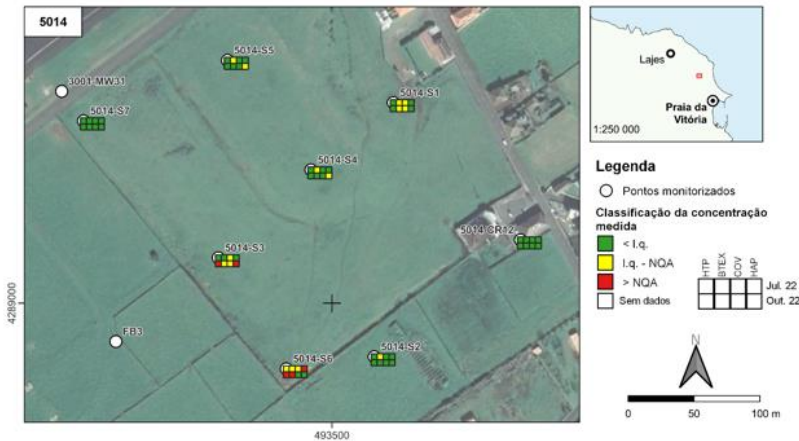 5014
5014-S5
3001-MW31
5014-S7
5014-S1
5014-S4
5014-CR12
5014-S3
FB3
5014-S6
5014-S2
4289000
493500
Lajes
Praia da
Vitória
1:250 000
Legenda
Pontos monitorizados
Classificação da concentração
medida
< l.q.
l.q. - NQA
> NQA
Sem dados
HTP
BTEX
COV
HAP
Jul. 22
Out. 22
N
0 50 100 m